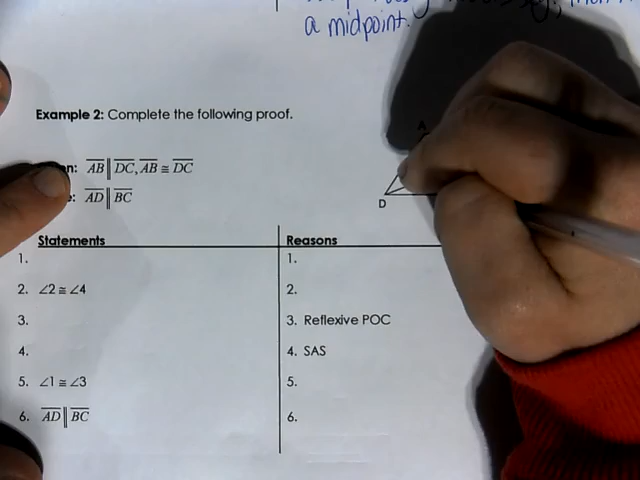 a midpoint.
Example 2: Complete the following proof.
n: AB ∥ DC, AB ≅ DC
: AD ∥ BC
A
D
Statements Reasons
1. 1.
2. ∠2 ≅ ∠4 2.
3. 3. Reflexive POC
4. 4. SAS
5. ∠1 ≅ ∠3 5.
6. AD ∥ BC 6.